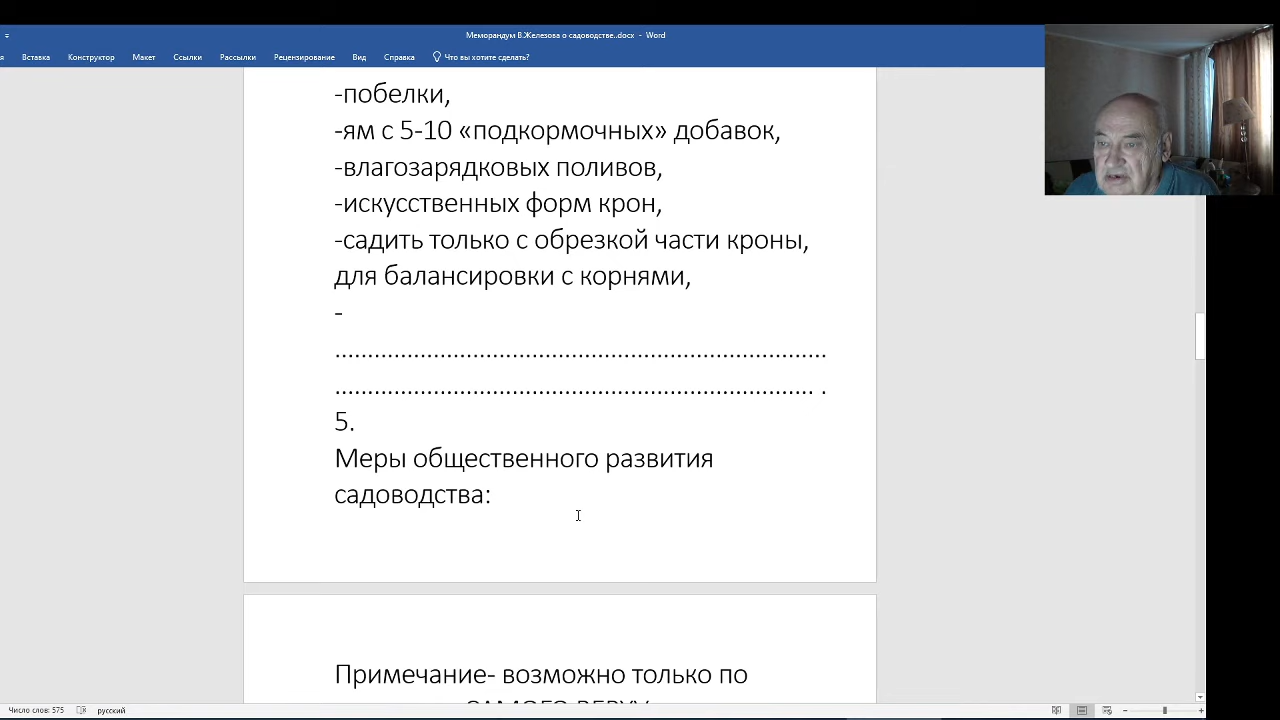 Меморандум В.Железова о садоводстве..docx - Word
я Вставка Конструктор Макет Ссылки Рассылки Рецензирование Вид Справка Что вы хотите сделать?
-побелки,
-ям с 5-10 «подкормочных» добавок,
-влагозарядковых поливов,
-искусственных форм крон,
-садить только с обрезкой части кроны,
для балансировки с корнями,
-
...........................................................................
......................................................................... .
5.
Меры общественного развития
садоводства:
Примечание- возможно только по
САМОГО ВЕРХУ
Число слов: 575 русский